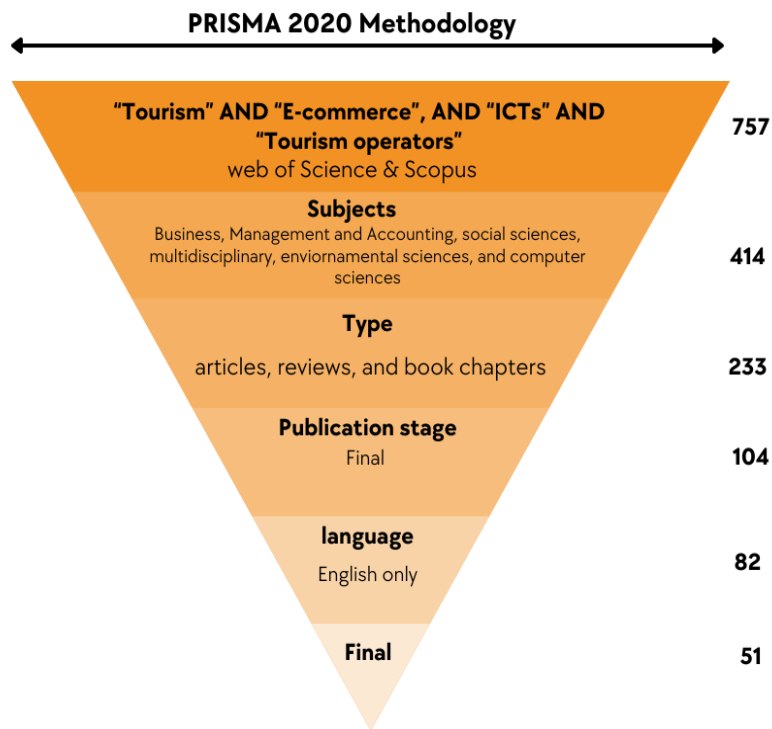 PRISMA 2020 Methodology
“Tourism” AND “E-commerce”, AND “ICTs” AND
“Tourism operators”
web of Science & Scopus
757
Subjects
Business, Management and Accounting, social sciences,
multidisciplinary, enviornamental sciences, and computer
sciences
414
Type
articles, reviews, and book chapters
233
Publication stage
Final
104
language
English only
82
Final
51